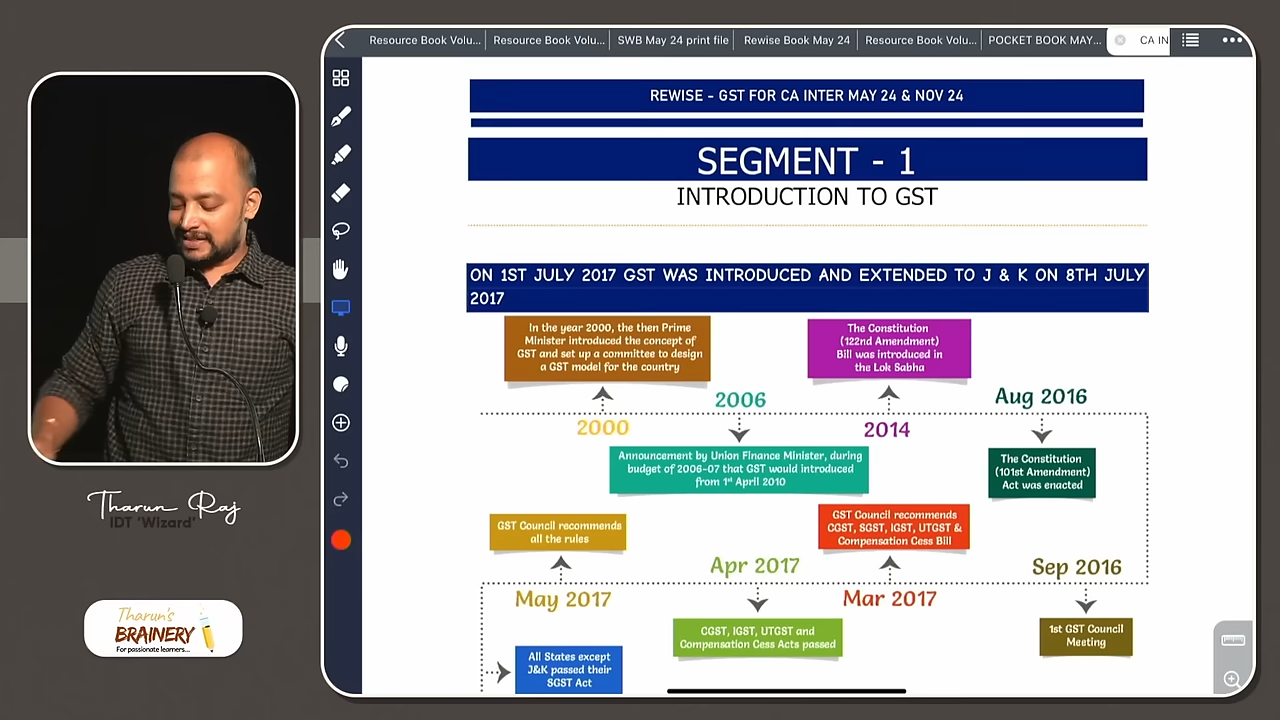 Resource Book Volu...
Resource Book Volu...
SWB May 24 print file
Rewise Book May 24
Resource Book Volu...
POCKET BOOK MAY...
CA IN
REWISE - GST FOR CA INTER MAY 24 & NOV 24
SEGMENT - 1
INTRODUCTION TO GST
ON 1ST JULY 2017 GST WAS INTRODUCED AND EXTENDED TO J & K ON 8TH JULY
2017
In the year 2000, the then Prime
Minister introduced the concept of
GST and set up a committee to design
a GST model for the country
2000
2006
Announcement by Union Finance Minister, during
budget of 2006-07 that GST would introduced
from 1st April 2010
The Constitution
(122nd Amendment)
Bill was introduced in
the Lok Sabha
2014
Aug 2016
The Constitution
(101st Amendment)
Act was enacted
Sep 2016
1st GST Council
Meeting
GST Council recommends
CGST, SGST, IGST, UTGST &
Compensation Cess Bill
Mar 2017
Apr 2017
CGST, IGST, UTGST and
Compensation Cess Acts passed
GST Council recommends
all the rules
May 2017
All States except
J&K passed their
SGST Act
Tharun Raj
IDT 'Wizard'
Tharun's
BRAINERY
For passionate learners...